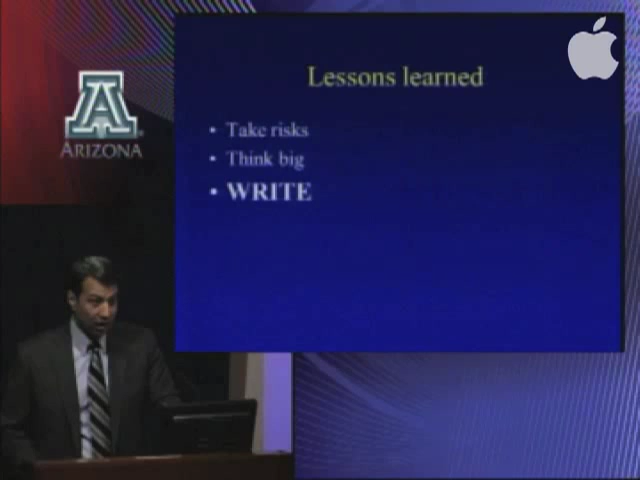 Lessons learned
• Take risks
• Think big
• WRITE
A
ARIZONA